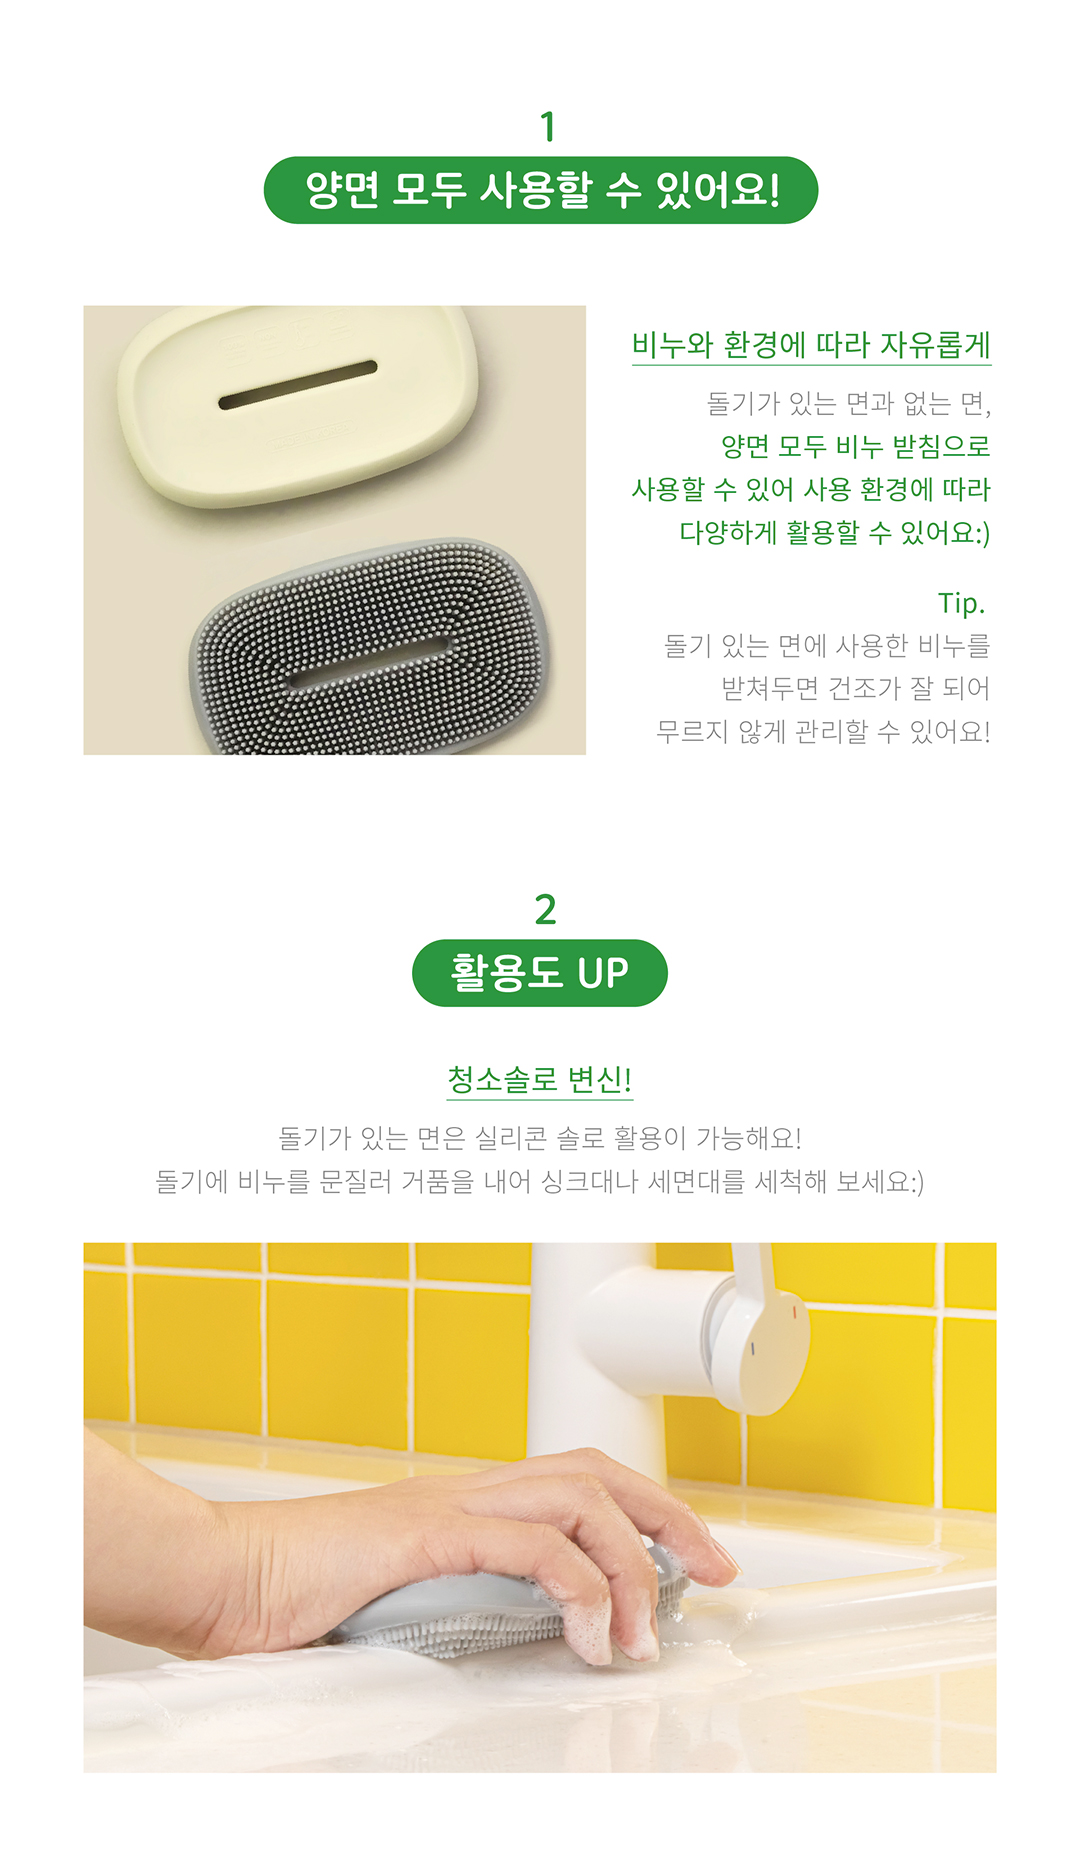 1
양면 모두 사용할 수 있어요!
비누와 환경에 따라 자유롭게
돌기가 있는 면과 없는 면,
양면 모두 비누 받침으로
사용할 수 있어 사용 환경에 따라
다양하게 활용할 수 있어요:)
Tip.
돌기 있는 면에 사용한 비누를
받쳐두면 건조가 잘 되어
무르지 않게 관리할 수 있어요!
2
활용도 UP
청소솔로 변신!
돌기가 있는 면은 실리콘 솔로 활용이 가능해요!
돌기에 비누를 문질러 거품을 내어 싱크대나 세면대를 세척해 보세요:)